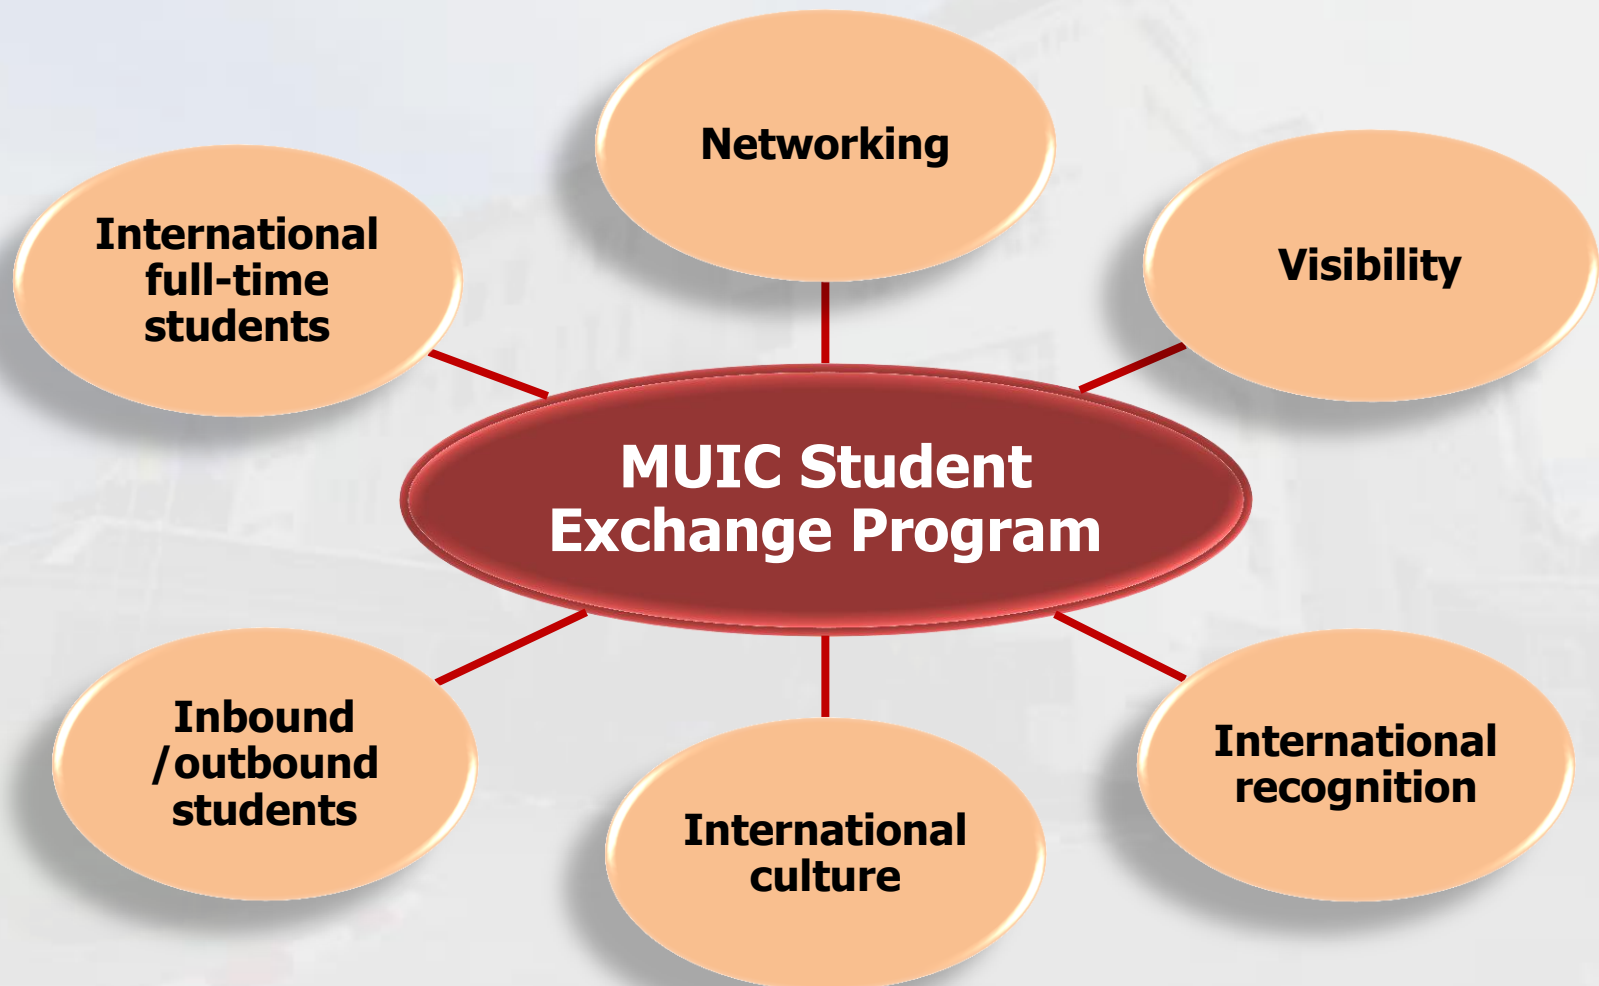 Networking
International
full-time
students
Visibility
MUIC Student
Exchange Program
Inbound
/outbound
students
International
culture
International
recognition